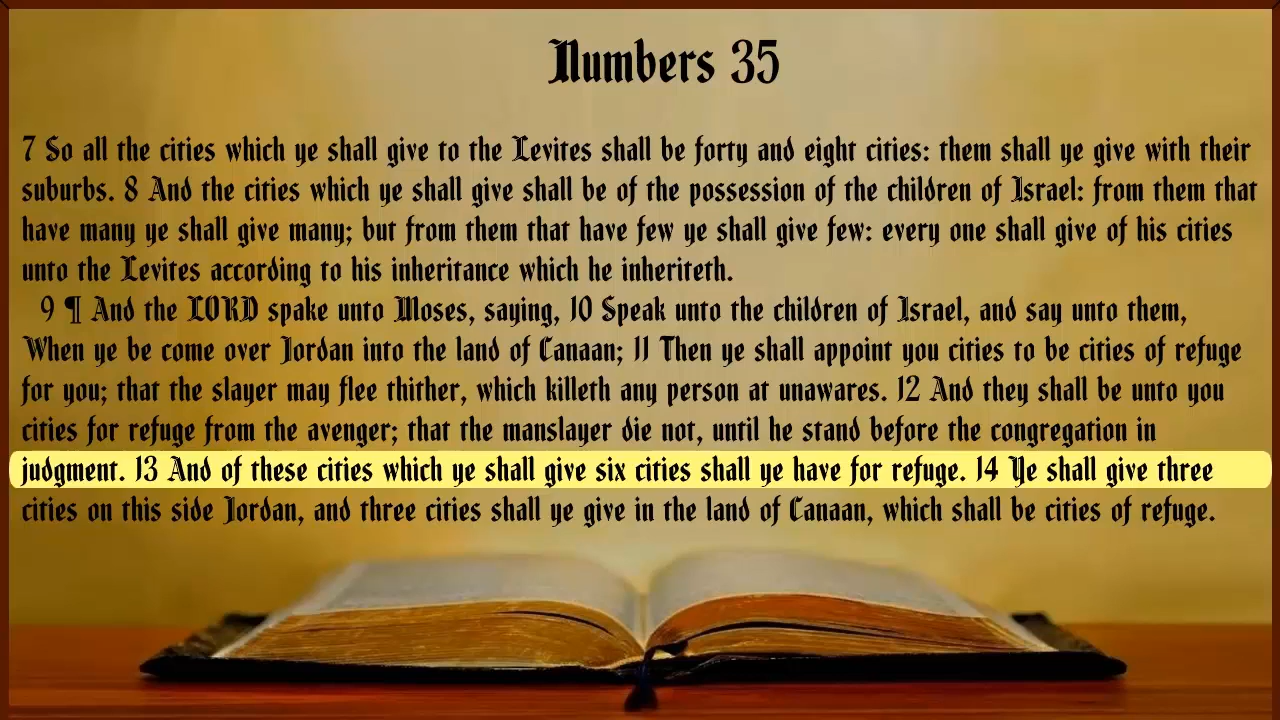 Numbers 35
7 So all the cities which ye shall give to the Levites shall be forty and eight cities: them shall ye give with their
suburbs. 8 And the cities which ye shall give shall be of the possession of the children of Israel: from them that
have many ye shall give many; but from them that have few ye shall give few: every one shall give of his cities
unto the Levites according to his inheritance which he inheriteth.
9 ¶ And the LORD spake unto Moses, saying, 10 Speak unto the children of Israel, and say unto them,
When ye be come over Jordan into the land of Canaan; 11 Then ye shall appoint you cities to be cities of refuge
for you; that the slayer may flee thither, which killeth any person at unawares. 12 And they shall be unto you
cities for refuge from the avenger; that the manslayer die not, until he stand before the congregation in
judgment. 13 And of these cities which ye shall give six cities shall ye have for refuge. 14 Ye shall give three
cities on this side Jordan, and three cities shall ye give in the land of Canaan, which shall be cities of refuge.